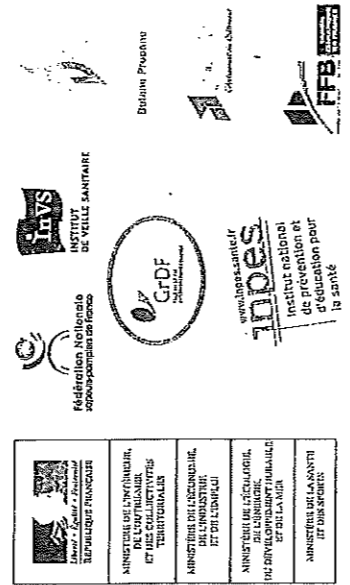 Liberté • Égalité • Fraternité
RÉPUBLIQUE FRANÇAISE
MINISTÈRE DE L'INTÉRIEUR,
DE L'OUTRE-MER
ET DES COLLECTIVITÉS
TERRITORIALES
MINISTÈRE DE L'ÉCONOMIE,
DE L'INDUSTRIE
ET DE L'EMPLOI
MINISTÈRE DE L'ÉCOLOGIE,
DE L'ÉNERGIE,
DU DÉVELOPPEMENT DURABLE
ET DE LA MER
MINISTÈRE DE LA SANTÉ
ET DES SPORTS
Fédération Nationale
sapeurs-pompiers de France
InVS
INSTITUT
DE VEILLE SANITAIRE
GrDF
www.inpes.sante.fr
inpes
Institut national
de prévention et
d'éducation pour
la santé
Butane Propane
FFB